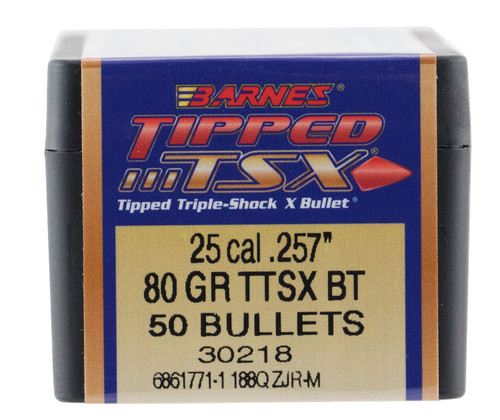 BARNES®
TIPPED
TSX
Tipped Triple-Shock X Bullet®
25 cal .257"
80 GR TTSX BT
50 BULLETS
30218
6861771-1 188Q ZJR-M